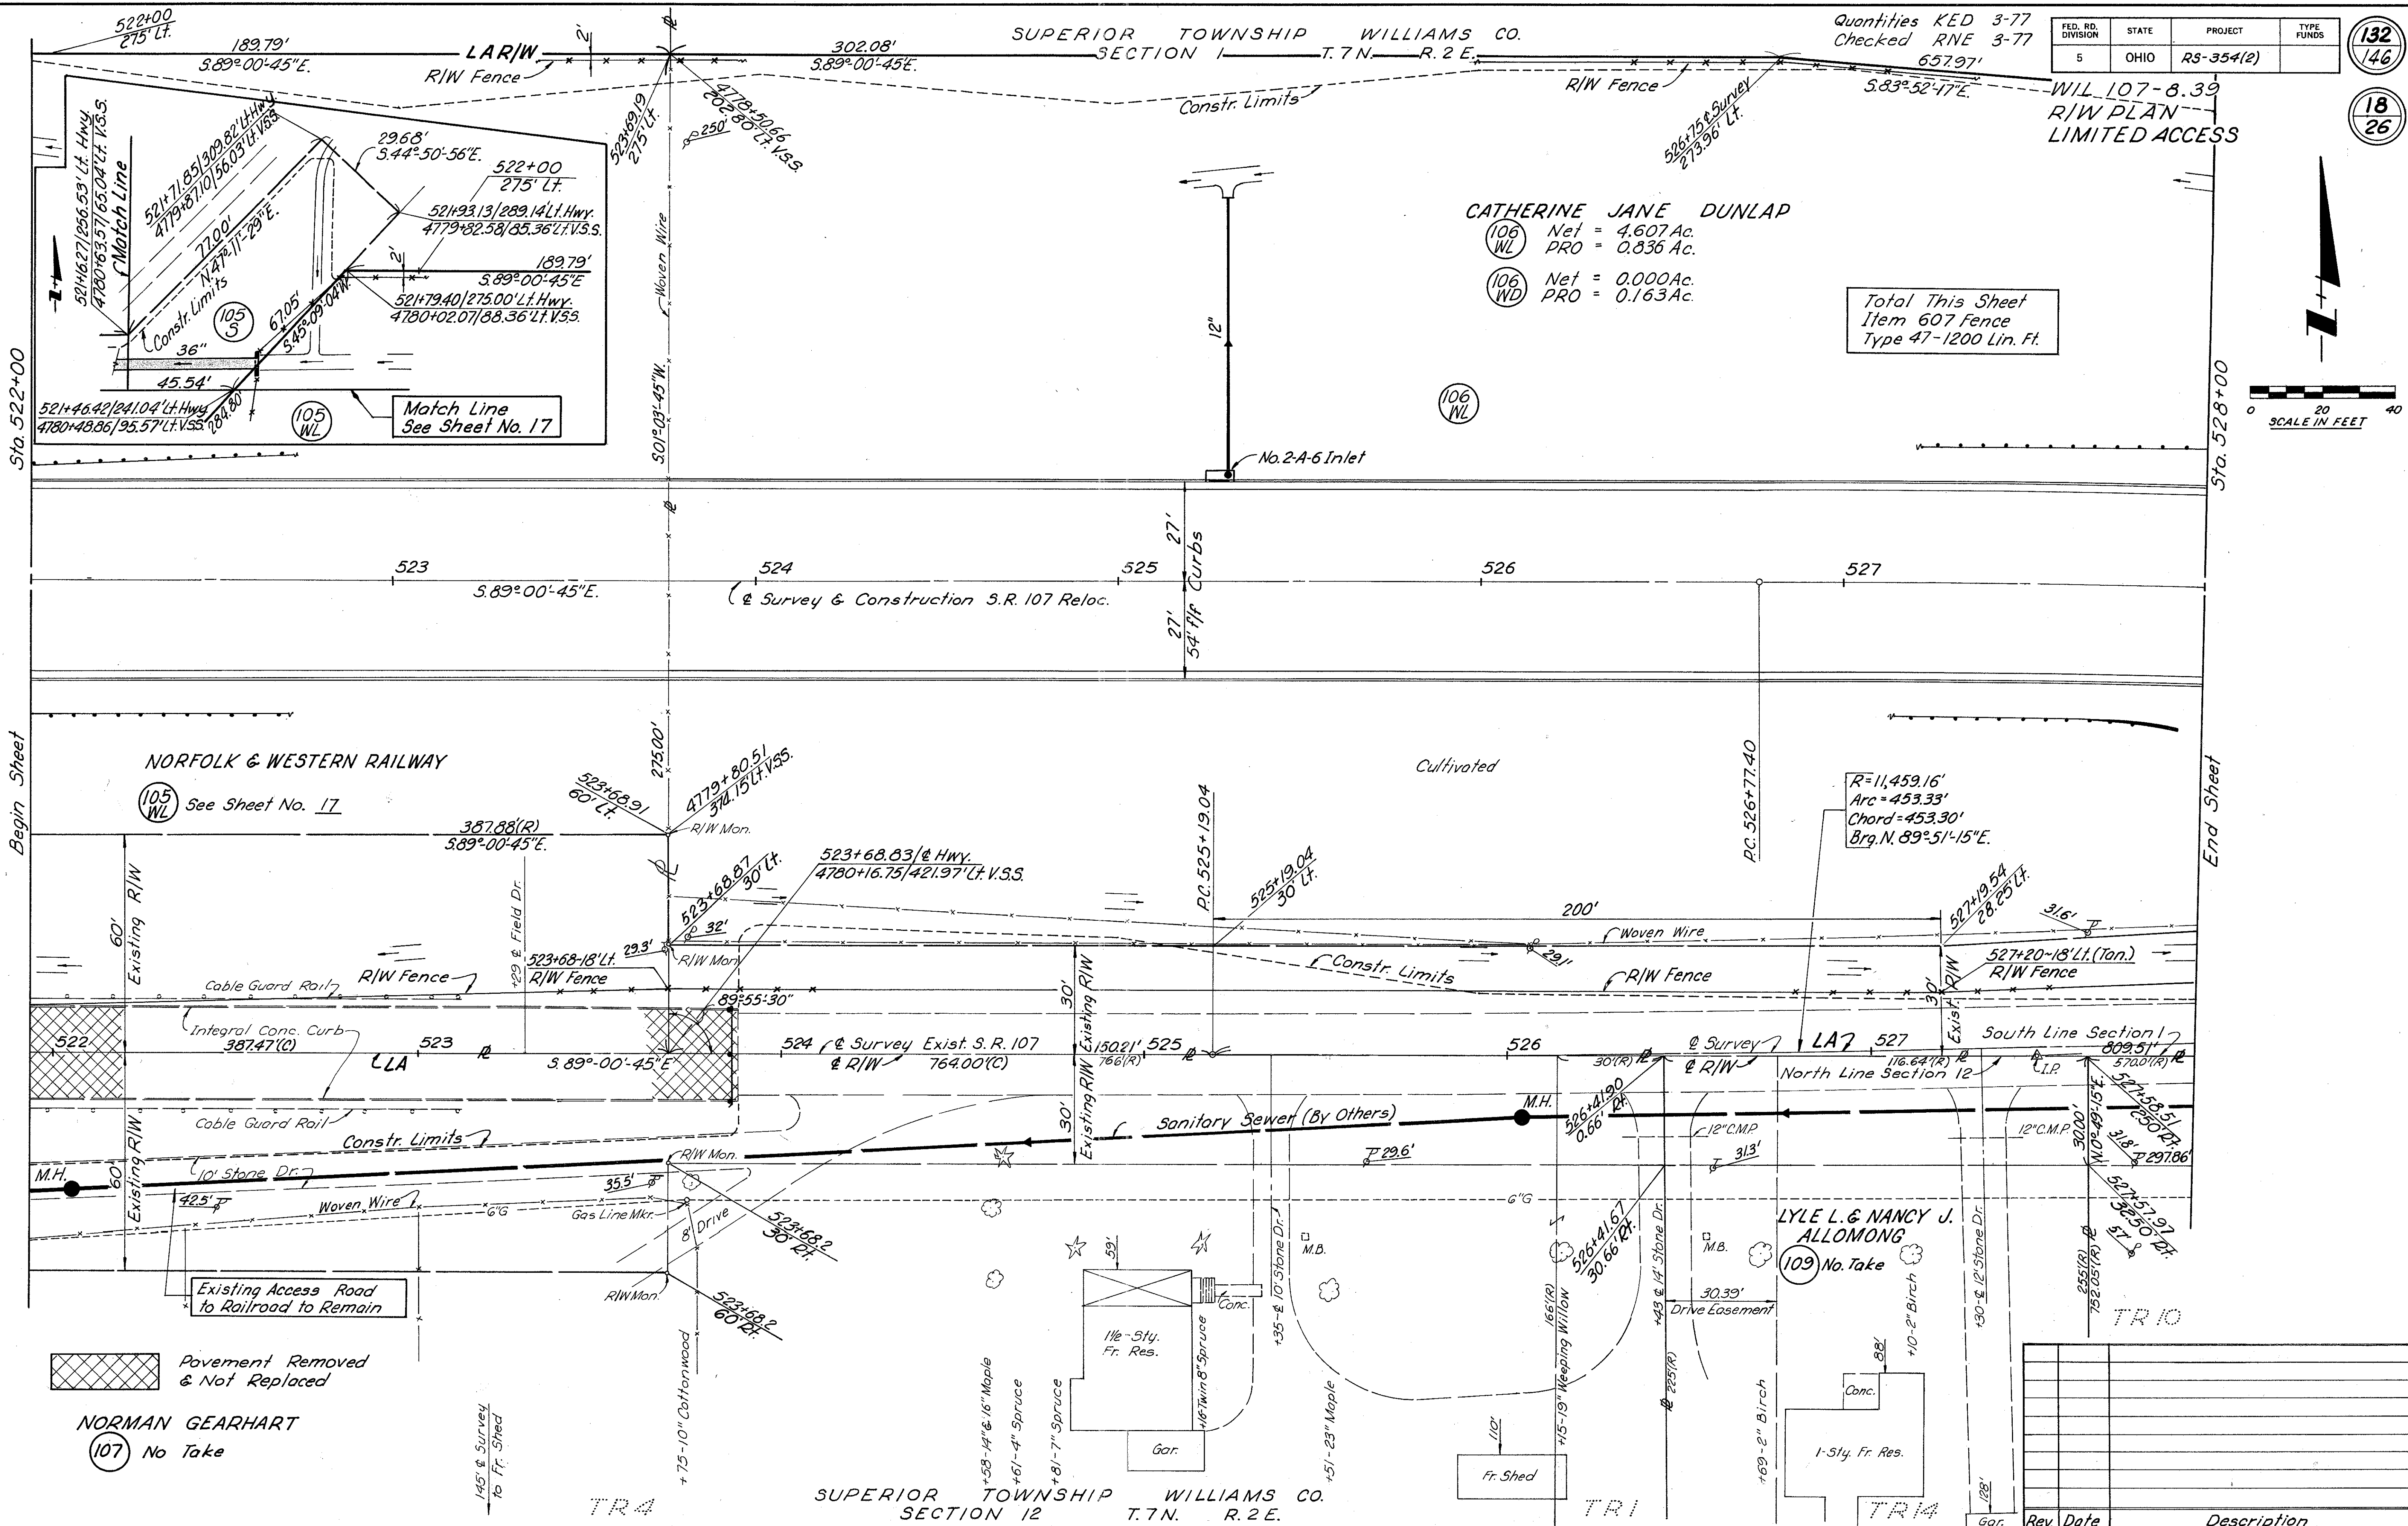 522+00
275' Lt.
189.79'
S.89°-00'-45"E.
LA R/W
R/W Fence
2'
302.08'
S.89°-00'-45"E.
SUPERIOR TOWNSHIP WILLIAMS CO.
SECTION 1 T.7N. R.2E.
Constr. Limits
R/W Fence
657.97'
S.83°-52'-17"E.
Quantities KED 3-77
Checked RNE 3-77
FED. RD. DIVISION
STATE
PROJECT
TYPE FUNDS
5
OHIO
RS-354(2)
132
146
WIL 107-8.39
R/W PLAN
LIMITED ACCESS
18
26
523+69.19
275' Lt.
4778+50.66
202.80' Lt. V.S.S.
250'
526+75 ℄ Survey
273.96' Lt.
521+16.27/256.53' Lt. Hwy.
4780+63.57/65.04' Lt. V.S.S.
Match Line
521+71.85/309.82' Lt. Hwy.
4779+87.10/56.03' Lt. V.S.S.
29.68'
S.44°-50'-56"E.
522+00
275' Lt.
521+93.13/289.14' Lt. Hwy.
4779+82.58/85.36' Lt. V.S.S.
77.00'
N.47°-11'-29"E.
Constr. Limits
2'
189.79'
S.89°-00'-45"E
521+79.40/275.00' Lt. Hwy.
4780+02.07/88.36' Lt. V.S.S.
105
S
67.05'
S.45°-09'-04"W.
36"
45.54'
521+46.42/241.04' Lt. Hwy
4780+48.86/95.57' Lt. V.S.S.
284.80'
105
WL
Match Line
See Sheet No. 17
Woven Wire
S.01°-03'-45"W.
CATHERINE JANE DUNLAP
106
WL
Net = 4.607 Ac.
PRO = 0.836 Ac.
106
WD
Net = 0.000 Ac.
PRO = 0.163 Ac.
Total This Sheet
Item 607 Fence
Type 47-1200 Lin. Ft.
12"
106
WL
No. 2-A-6 Inlet
0 20 40
SCALE IN FEET
Sta. 522+00
Sta. 528+00
523
524
525
526
527
S.89°-00'-45"E.
℄ Survey & Construction S.R. 107 Reloc.
27'
27'
54' f/f Curbs
Begin Sheet
End Sheet
NORFOLK & WESTERN RAILWAY
105
WL
See Sheet No. 17
275.00'
523+68.91
60' Lt.
4779+80.51
374.15' Lt. V.S.S.
R/W Mon.
387.88'(R)
S.89°-00'-45"E.
Cultivated
P.C. 526+77.40
R=11,459.16'
Arc=453.33'
Chord=453.30'
Brg. N. 89°-51'-15"E.
60'
Existing R/W
+29 ℄ Field Dr.
523+68.87
30' Lt.
523+68.83/℄ Hwy.
4780+16.75/421.97' Lt. V.S.S.
P.C. 525+19.04
525+19.04
30' Lt.
200'
527+19.54
28.25' Lt.
31.6'
32'
29.3'
R/W Mon.
Woven Wire
29.1'
Constr. Limits
R/W Fence
527+20~18' Lt. (Tan.)
R/W Fence
523+68-18' Lt.
R/W Fence
R/W Fence
Cable Guard Rail
89°-55'-30"
30'
Existing R/W
30'
Exist. R/W
Integral Conc. Curb
387.47'(C)
522
523
LA
S. 89°-00'-45"E
524
℄ Survey Exist. S.R. 107
℄ R/W
764.00'(C)
150.21'
766'(R)
525
526
30'(R)
℄ Survey
℄ R/W
LA
527
South Line Section 1
116.64'(R)
North Line Section 12
I.P.
809.51'
570.0'(R)
Cable Guard Rail
Constr. Limits
10' Stone Dr.
M.H.
60'
Existing R/W
42.5'
Woven Wire
6"G
35.5'
Gas Line Mkr.
R/W Mon.
8' Drive
30'
Existing R/W
Sanitary Sewer (By Others)
M.H.
526+41.90
0.66' Rt.
12" C.M.P.
12" C.M.P.
29.6'
31.3'
6"G
30.00'
N.0°-49'-15"E.
527+58.51
2.50' Rt.
31.8'
297.86'
527+57.97
32.50' Rt.
57'
Existing Access Road
to Railroad to Remain
523+68.2
30' Rt.
R/W Mon.
523+68.2
60' Rt.
59'
Conc.
1½-Sty.
Fr. Res.
Gar.
+16-Twin 8" Spruce
+35-℄ 10' Stone Dr.
M.B.
526+41.67
30.66' Rt.
+43 ℄ 14' Stone Dr.
M.B.
LYLE L. & NANCY J.
ALLOMONG
109
No. Take
30.39'
Drive Easement
166'(R)
+15-19" Weeping Willow
225'(R)
+69-2" Birch
+10-2" Birch
+30-℄ 12' Stone Dr.
255'(R)
752.05'(R)
TR 10
Pavement Removed
& Not Replaced
NORMAN GEARHART
107
No Take
145' ℄ Survey
to Fr. Shed
+75-10" Cottonwood
+58-14" & 16" Maple
+61-4" Spruce
+81-7" Spruce
+51-23" Maple
110'
Fr. Shed
88'
Conc.
1-Sty. Fr. Res.
128'
Gar.
TR 4
SUPERIOR TOWNSHIP WILLIAMS CO.
SECTION 12 T.7N. R.2E.
TR 1
TR 14
Rev Date Description